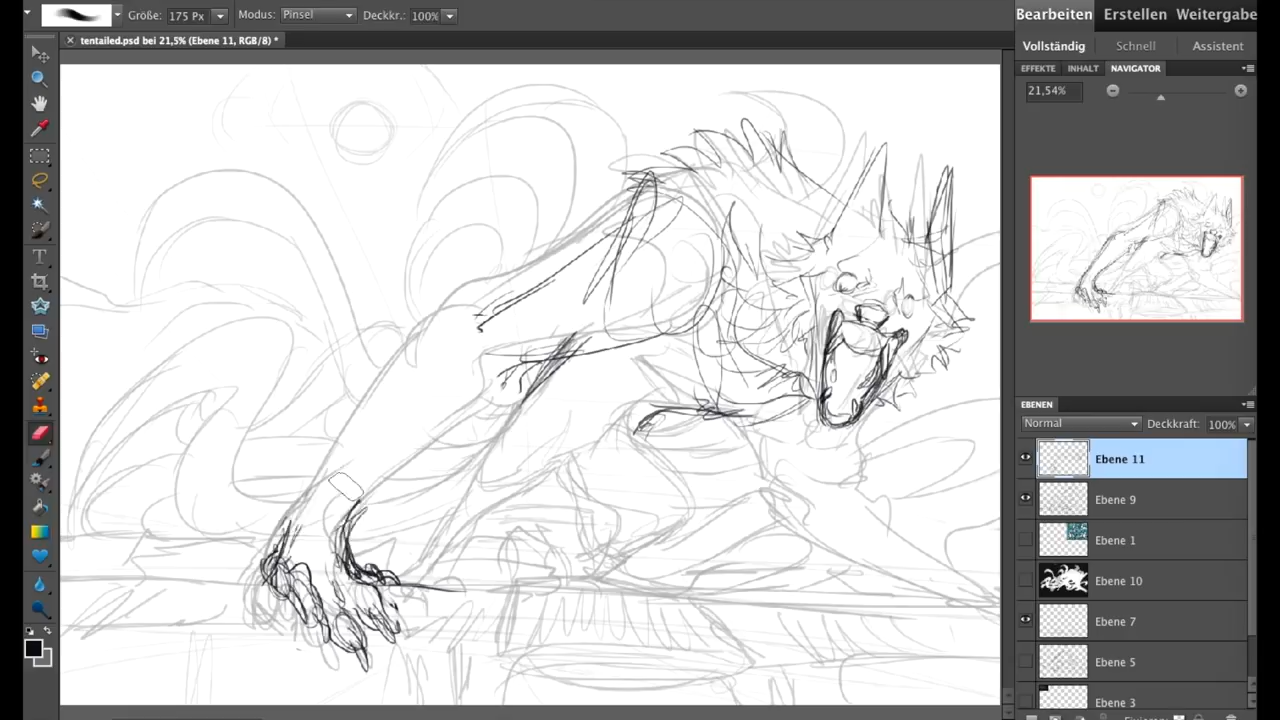 Größe: 175 Px Modus: Pinsel Deckkr.: 100%
Bearbeiten Erstellen Weitergabe
tentailed.psd bei 21,5% (Ebene 11, RGB/8) *
Vollständig Schnell Assistent
EFFEKTE INHALT NAVIGATOR
21,54%
EBENEN
Normal Deckkraft: 100%
Ebene 11
Ebene 9
Ebene 1
Ebene 10
Ebene 7
Ebene 5
Ebene 3